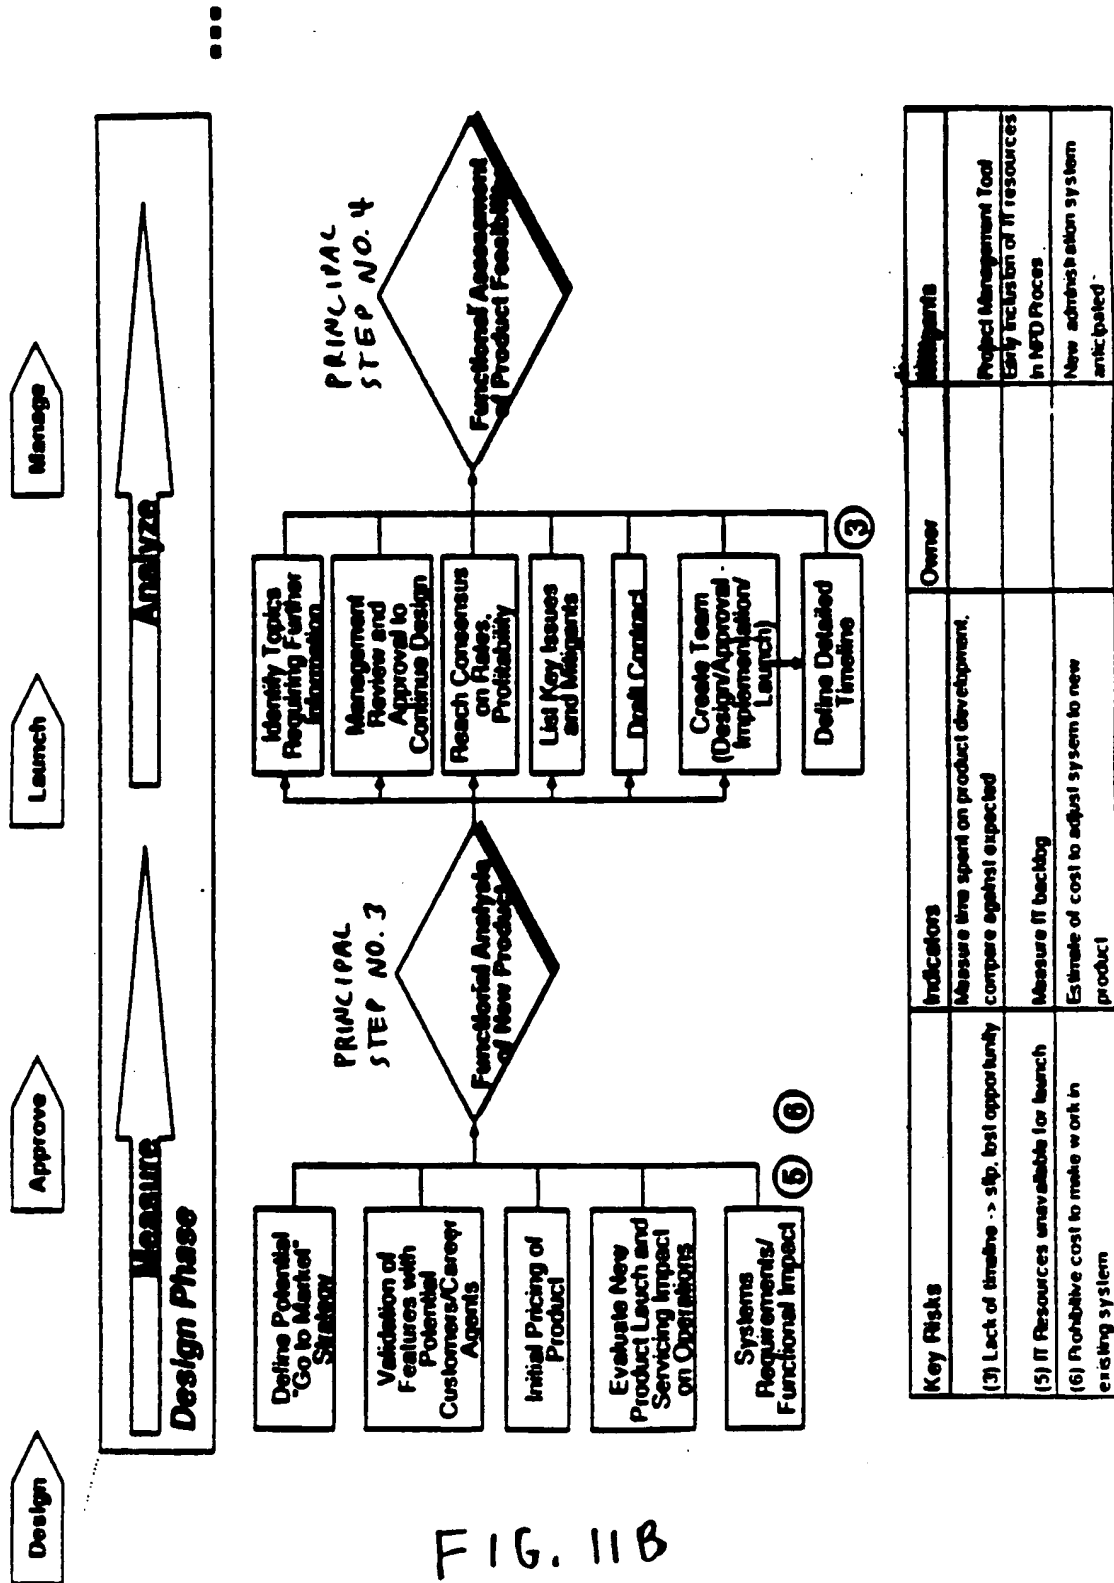 Design
Approve
Launch
Manage
Measure
Analyze
Design Phase
Define Potential
"Go to Market"
Strategy
Validation of
Features with
Potential
Customers/Career
Agents
Initial Pricing of
Product
Evaluate New
Product Lauch and
Servicing Impact
on Operations
Systems
Requirements/
Functional Impact
5
6
PRINCIPAL
STEP NO. 3
Functional Analysis
of New Product
Identify Topics
Requiring Further
Information
Management
Review and
Approval to
Continue Design
Reach Consensus
on Rates,
Profitability
List Key Issues
and Mitigants
Draft Contract
Create Team
(Design/Approval
Implementation/
Launch)
Define Detailed
Timeline
3
PRINCIPAL
STEP NO. 4
Functional Assessment
of Product Feasibility
Key Risks
Indicators
Owner
Mitigants
(3) Lack of timeline -> slip, lost opportunity
Measure time spent on product development,
compare against expected
Project Management Tool
(5) IT Resources unavailable for launch
Measure IT backlog
Early Inclusion of IT resources
in NPD Proces
(6) Prohibitive cost to make work in
existing system
Estimate of cost to adjust system to new
product
New administration system
anticipated
FIG. 11B